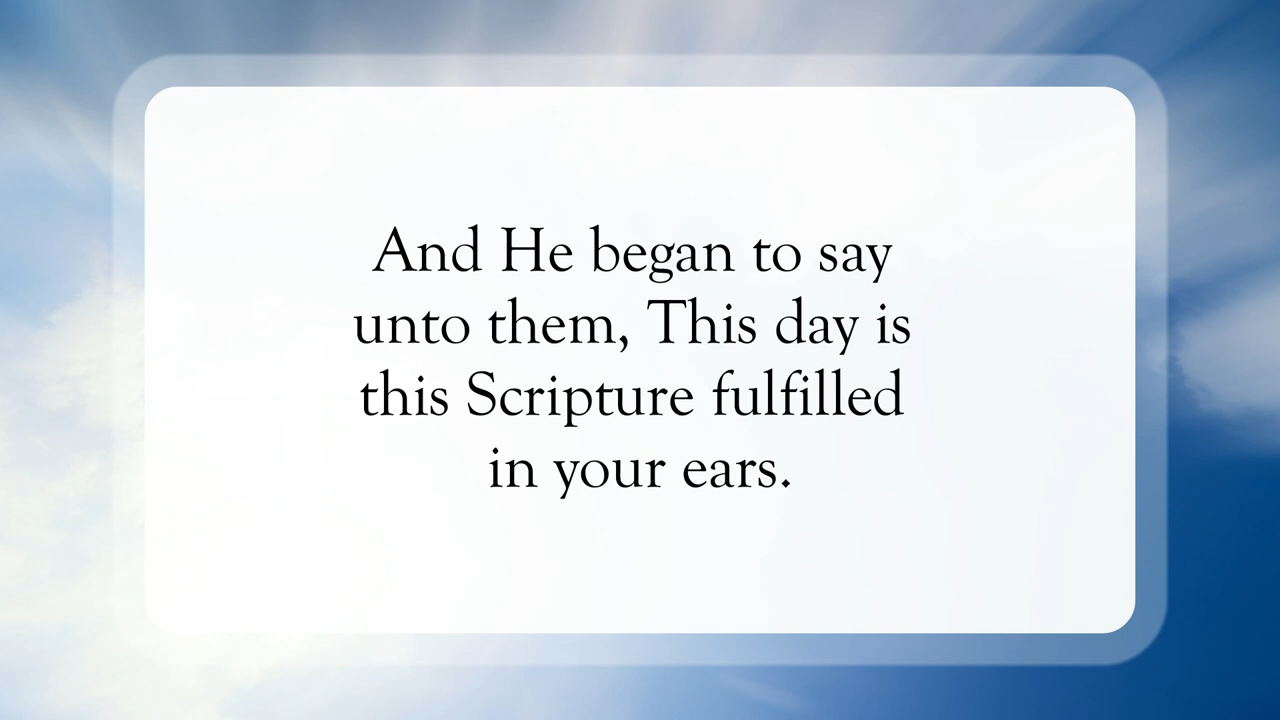 And He began to say
unto them, This day is
this Scripture fulfilled
in your ears.